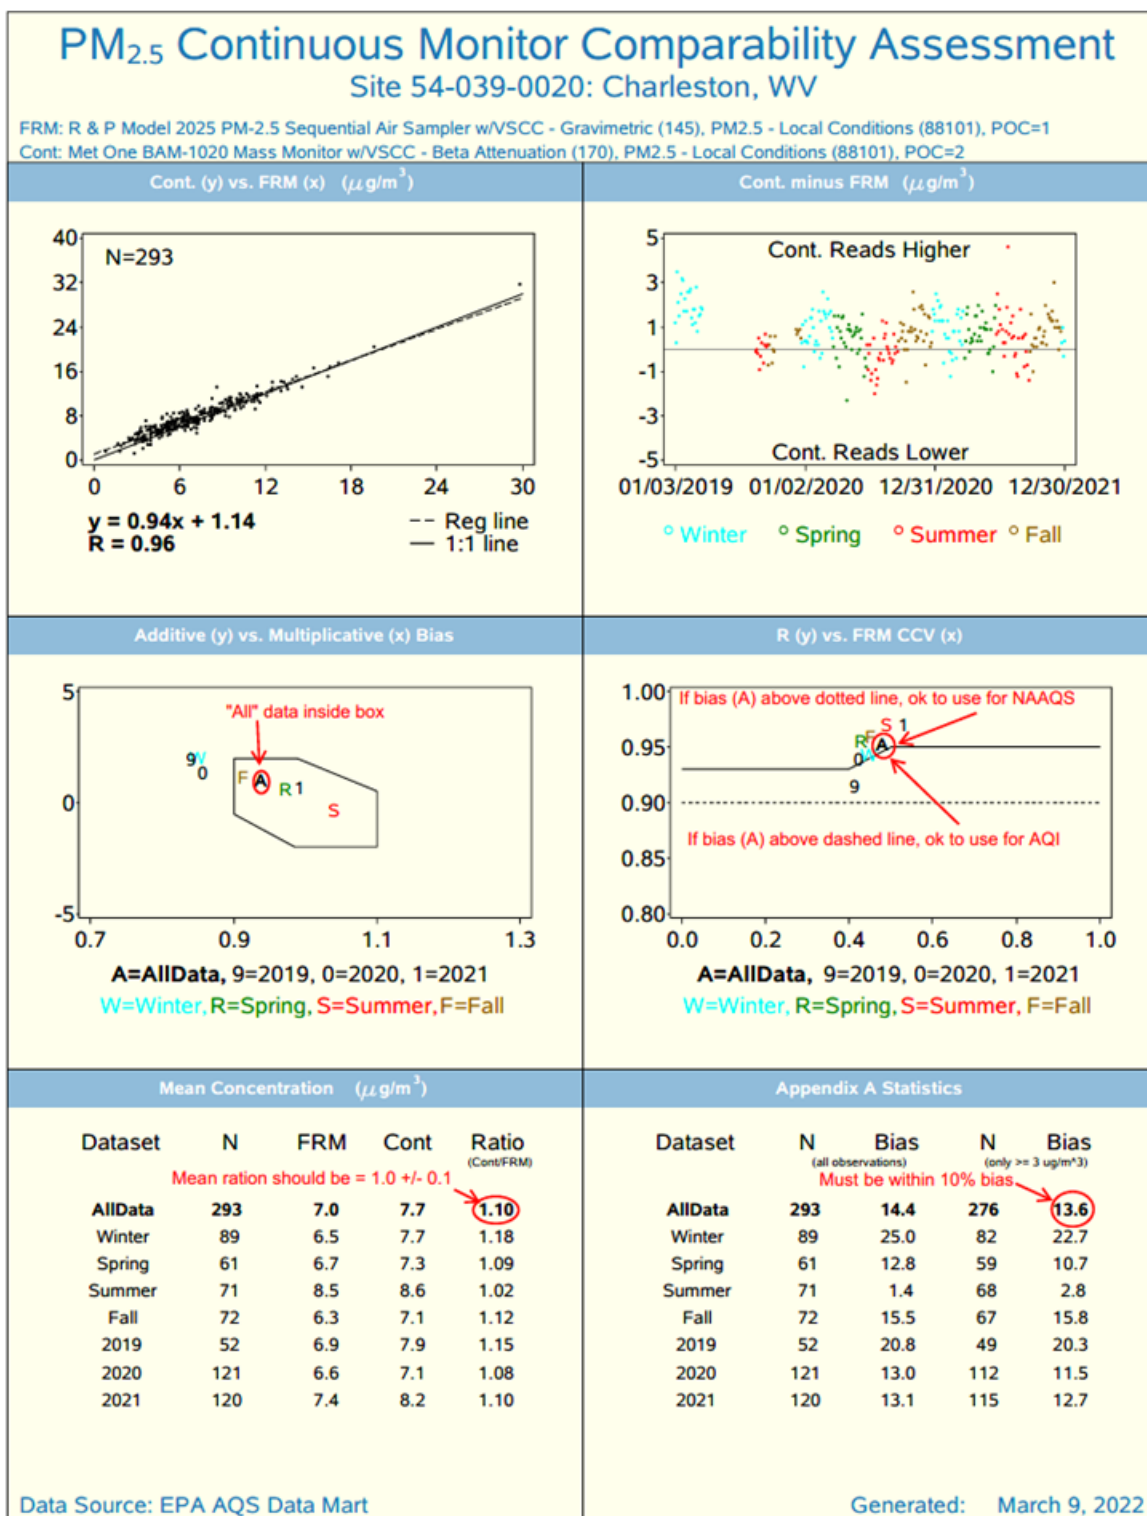 PM2.5 Continuous Monitor Comparability Assessment
Site 54-039-0020: Charleston, WV
FRM: R & P Model 2025 PM-2.5 Sequential Air Sampler w/VSCC - Gravimetric (145), PM2.5 - Local Conditions (88101), POC=1
Cont: Met One BAM-1020 Mass Monitor w/VSCC - Beta Attenuation (170), PM2.5 - Local Conditions (88101), POC=2
Cont. (y) vs. FRM (x) (μg/m³)
40
32
24
16
8
0
N=293
0 6 12 18 24 30
y = 0.94x + 1.14
R = 0.96
-- Reg line
— 1:1 line
Cont. minus FRM (μg/m³)
5
3
1
-1
-3
-5
Cont. Reads Higher
Cont. Reads Lower
01/03/2019 01/02/2020 12/31/2020 12/30/2021
Winter Spring Summer Fall
Additive (y) vs. Multiplicative (x) Bias
5
0
-5
"All" data inside box
9 W
0
F A R 1
S
0.7 0.9 1.1 1.3
A=AllData, 9=2019, 0=2020, 1=2021
W=Winter, R=Spring, S=Summer, F=Fall
R (y) vs. FRM CCV (x)
1.00
0.95
0.90
0.85
0.80
If bias (A) above dotted line, ok to use for NAAQS
S 1
R F A
0 W
9
If bias (A) above dashed line, ok to use for AQI
0.0 0.2 0.4 0.6 0.8 1.0
A=AllData, 9=2019, 0=2020, 1=2021
W=Winter, R=Spring, S=Summer, F=Fall
Mean Concentration (μg/m³)
Dataset N FRM Cont Ratio
(Cont/FRM)
Mean ration should be = 1.0 +/- 0.1
AllData 293 7.0 7.7 1.10
Winter 89 6.5 7.7 1.18
Spring 61 6.7 7.3 1.09
Summer 71 8.5 8.6 1.02
Fall 72 6.3 7.1 1.12
2019 52 6.9 7.9 1.15
2020 121 6.6 7.1 1.08
2021 120 7.4 8.2 1.10
Appendix A Statistics
Dataset N Bias N Bias
(all observations) (only >= 3 ug/m^3)
Must be within 10% bias
AllData 293 14.4 276 13.6
Winter 89 25.0 82 22.7
Spring 61 12.8 59 10.7
Summer 71 1.4 68 2.8
Fall 72 15.5 67 15.8
2019 52 20.8 49 20.3
2020 121 13.0 112 11.5
2021 120 13.1 115 12.7
Data Source: EPA AQS Data Mart
Generated: March 9, 2022